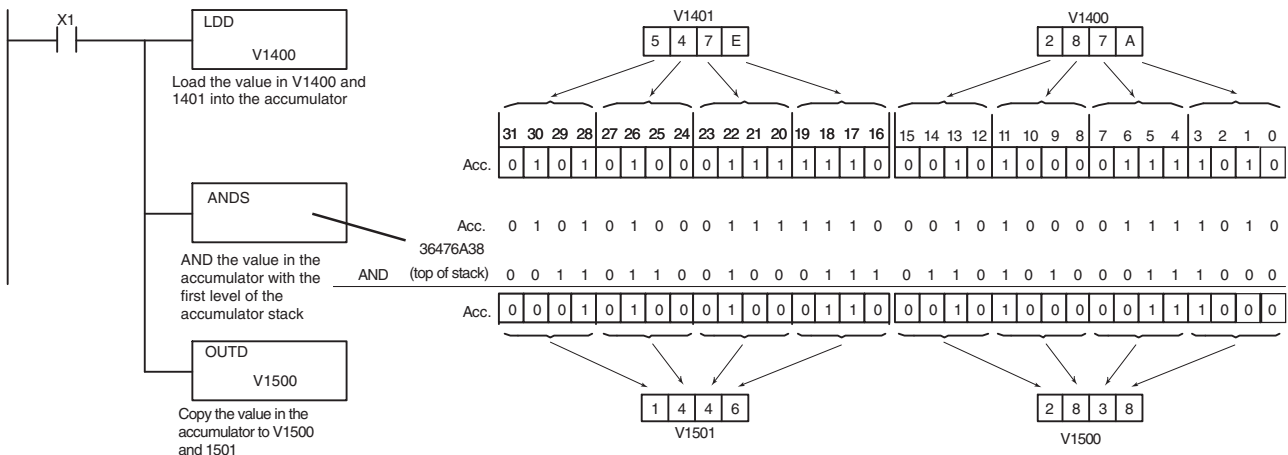 X1
LDD
V1400
Load the value in V1400 and
1401 into the accumulator
ANDS
AND the value in the
accumulator with the
first level of the
accumulator stack
OUTD
V1500
Copy the value in the
accumulator to V1500
and 1501
V1401
5 4 7 E
V1400
2 8 7 A
31 30 29 28 27 26 25 24 23 22 21 20 19 18 17 16 15 14 13 12 11 10 9 8 7 6 5 4 3 2 1 0
Acc. 0 1 0 1 0 1 0 0 0 1 1 1 1 1 1 0 0 0 1 0 1 0 0 0 0 1 1 1 1 0 1 0
Acc. 0 1 0 1 0 1 0 0 0 1 1 1 1 1 1 0 0 0 1 0 1 0 0 0 0 1 1 1 1 0 1 0
36476A38
AND (top of stack) 0 0 1 1 0 1 1 0 0 1 0 0 0 1 1 1 0 1 1 0 1 0 1 0 0 0 1 1 1 0 0 0
Acc. 0 0 0 1 0 1 0 0 0 1 0 0 0 1 1 0 0 0 1 0 1 0 0 0 0 0 1 1 1 0 0 0
1 4 4 6
V1501
2 8 3 8
V1500